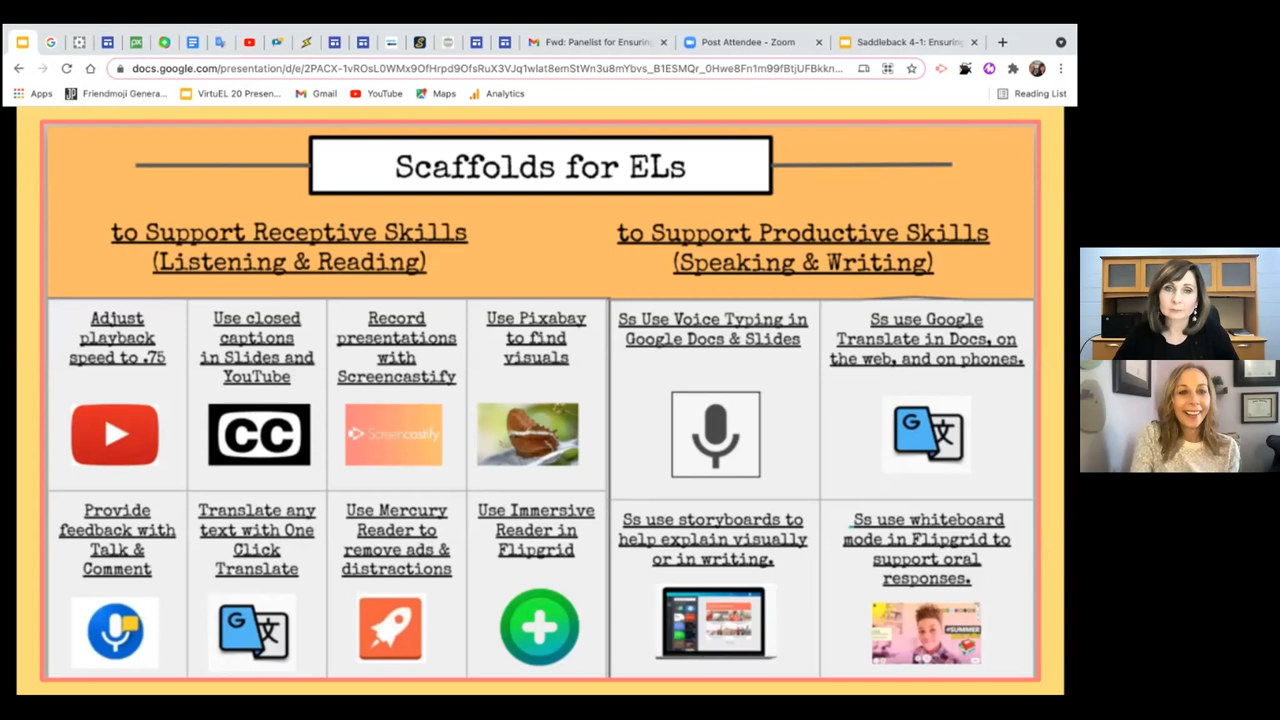 Fwd: Panelist for Ensuring
Post Attendee - Zoom
Saddleback 4-1: Ensuring
docs.google.com/presentation/d/e/2PACX-1vROsL0WMx9OfHrpd9OfsRuX3VJq1wlat8emStWn3u8mYbvs_B1ESMQr_0Hwe8Fn1m99fBtjUFBkkn...
Apps
Friendmoji Genera...
VirtuEL 20 Presen...
Gmail
YouTube
Maps
Analytics
Reading List
Scaffolds for ELs
to Support Receptive Skills
(Listening & Reading)
to Support Productive Skills
(Speaking & Writing)
Adjust
playback
speed to .75
Use closed
captions
in Slides and
YouTube
CC
Record
presentations
with
Screencastify
Screencastify
Use Pixabay
to find
visuals
Ss Use Voice Typing in
Google Docs & Slides
Ss use Google
Translate in Docs, on
the web, and on phones.
G
Provide
feedback with
Talk &
Comment
Translate any
text with One
Click
Translate
G
Use Mercury
Reader to
remove ads &
distractions
Use Immersive
Reader in
Flipgrid
Ss use storyboards to
help explain visually
or in writing.
Ss use whiteboard
mode in Flipgrid to
support oral
responses.
#SUMMER